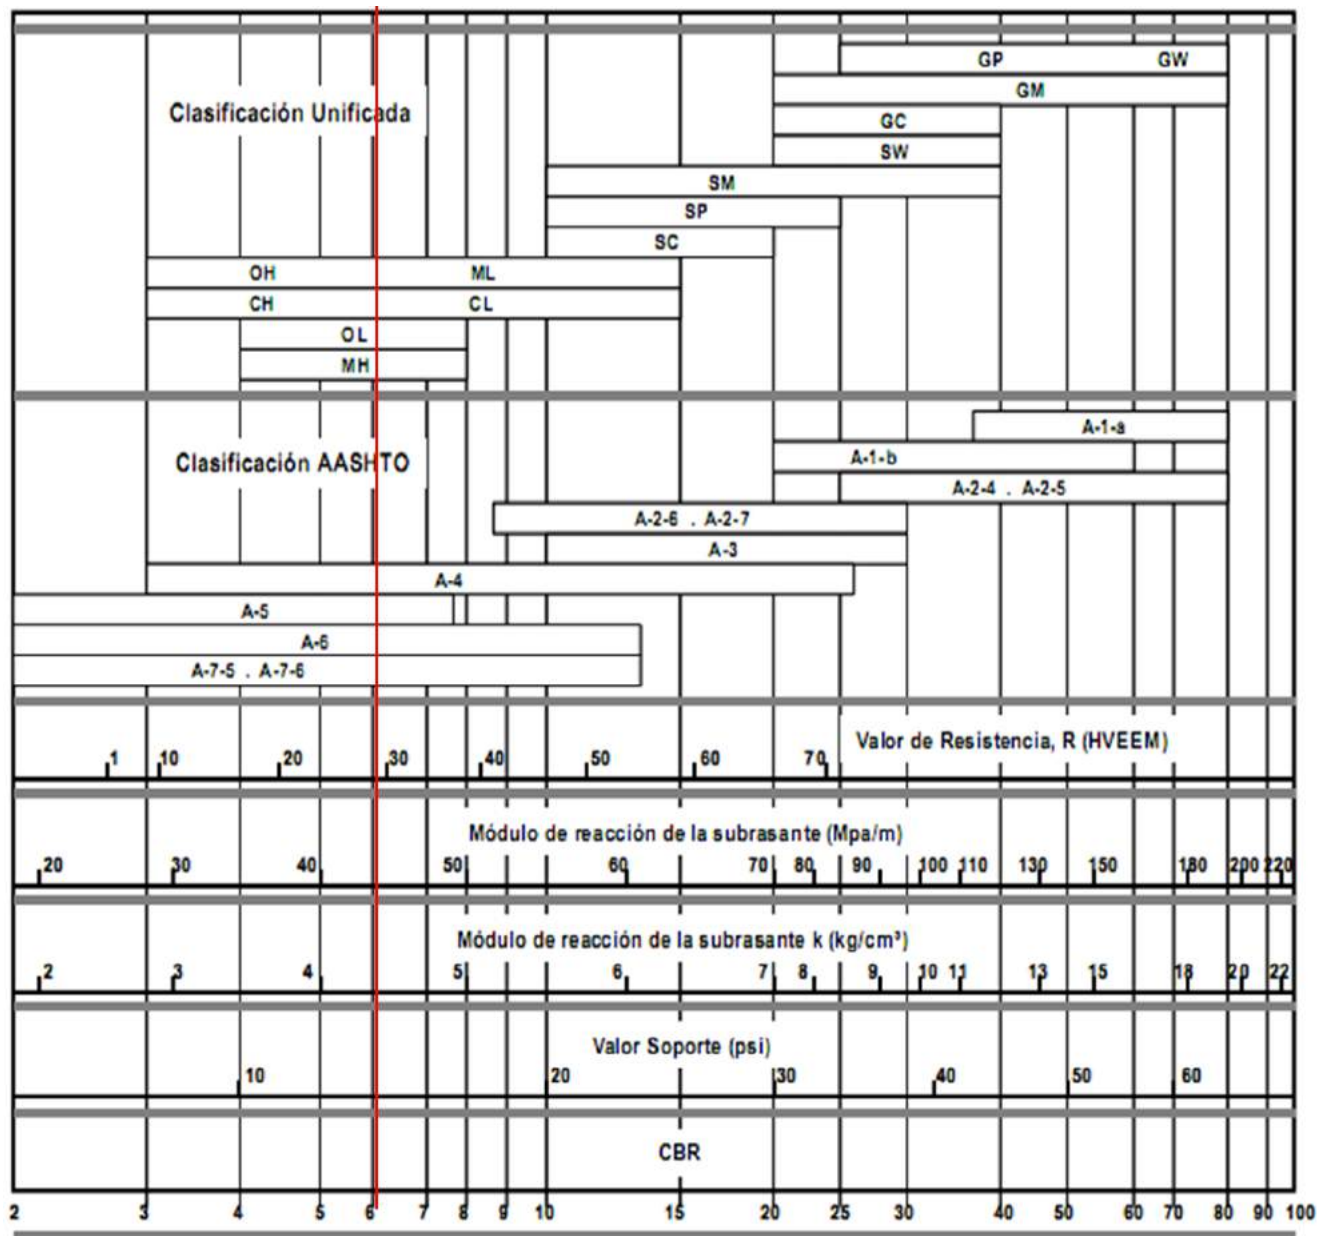 GP GW
GM
Clasificación Unificada
GC
SW
SM
SP
SC
OH ML
CH CL
OL
MH
A-1-a
Clasificación AASHTO
A-1-b
A-2-4 . A-2-5
A-2-6 . A-2-7
A-3
A-4
A-5
A-6
A-7-5 . A-7-6
Valor de Resistencia, R (HVEEM)
1 10 20 30 40 50 60 70
Módulo de reacción de la subrasante (Mpa/m)
20 30 40 50 60 70 80 90 100 110 130 150 180 200 220
Módulo de reacción de la subrasante k (kg/cm³)
2 3 4 5 6 7 8 9 10 11 13 15 18 20 22
Valor Soporte (psi)
10 20 30 40 50 60
CBR
2 3 4 5 6 7 8 9 10 15 20 25 30 40 50 60 70 80 90 100